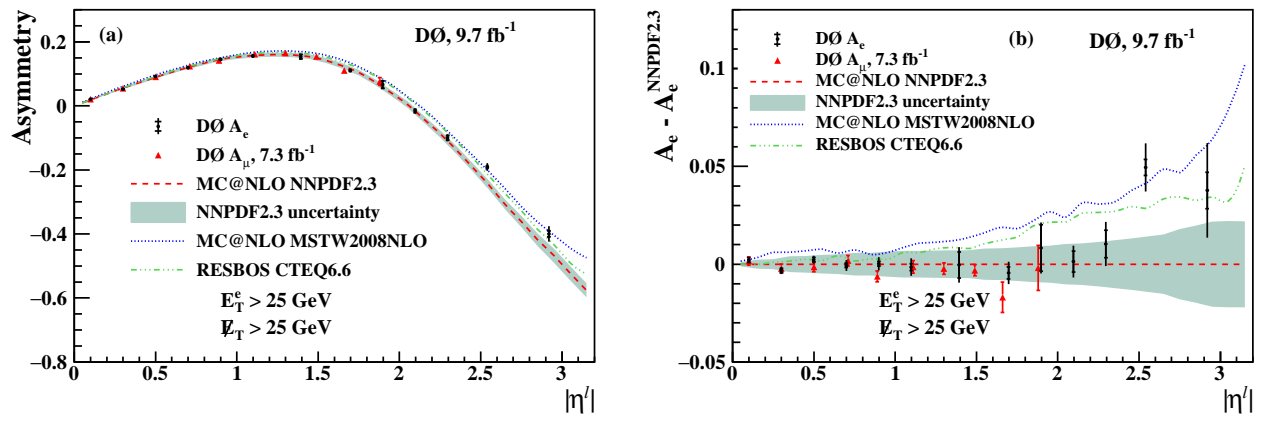 Asymmetry
(a)
DØ, 9.7 fb⁻¹
0.2
0
−0.2
−0.4
−0.6
−0.8
DØ Aₑ
DØ A_μ, 7.3 fb⁻¹
MC@NLO NNPDF2.3
NNPDF2.3 uncertainty
MC@NLO MSTW2008NLO
RESBOS CTEQ6.6
E_T^e > 25 GeV
E̸_T > 25 GeV
0 0.5 1 1.5 2 2.5 3
|η^l|
A_e - A_e^NNPDF2.3
(b)
DØ, 9.7 fb⁻¹
0.1
0.05
0
-0.05
DØ Aₑ
DØ A_μ, 7.3 fb⁻¹
MC@NLO NNPDF2.3
NNPDF2.3 uncertainty
MC@NLO MSTW2008NLO
RESBOS CTEQ6.6
E_T^e > 25 GeV
E̸_T > 25 GeV
0 0.5 1 1.5 2 2.5 3
|η^l|